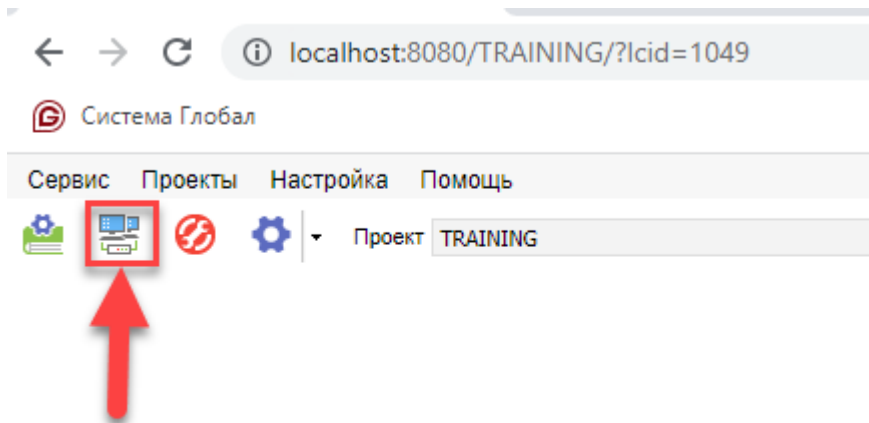 localhost:8080/TRAINING/?lcid=1049
Система Глобал
Сервис Проекты Настройка Помощь
Проект TRAINING